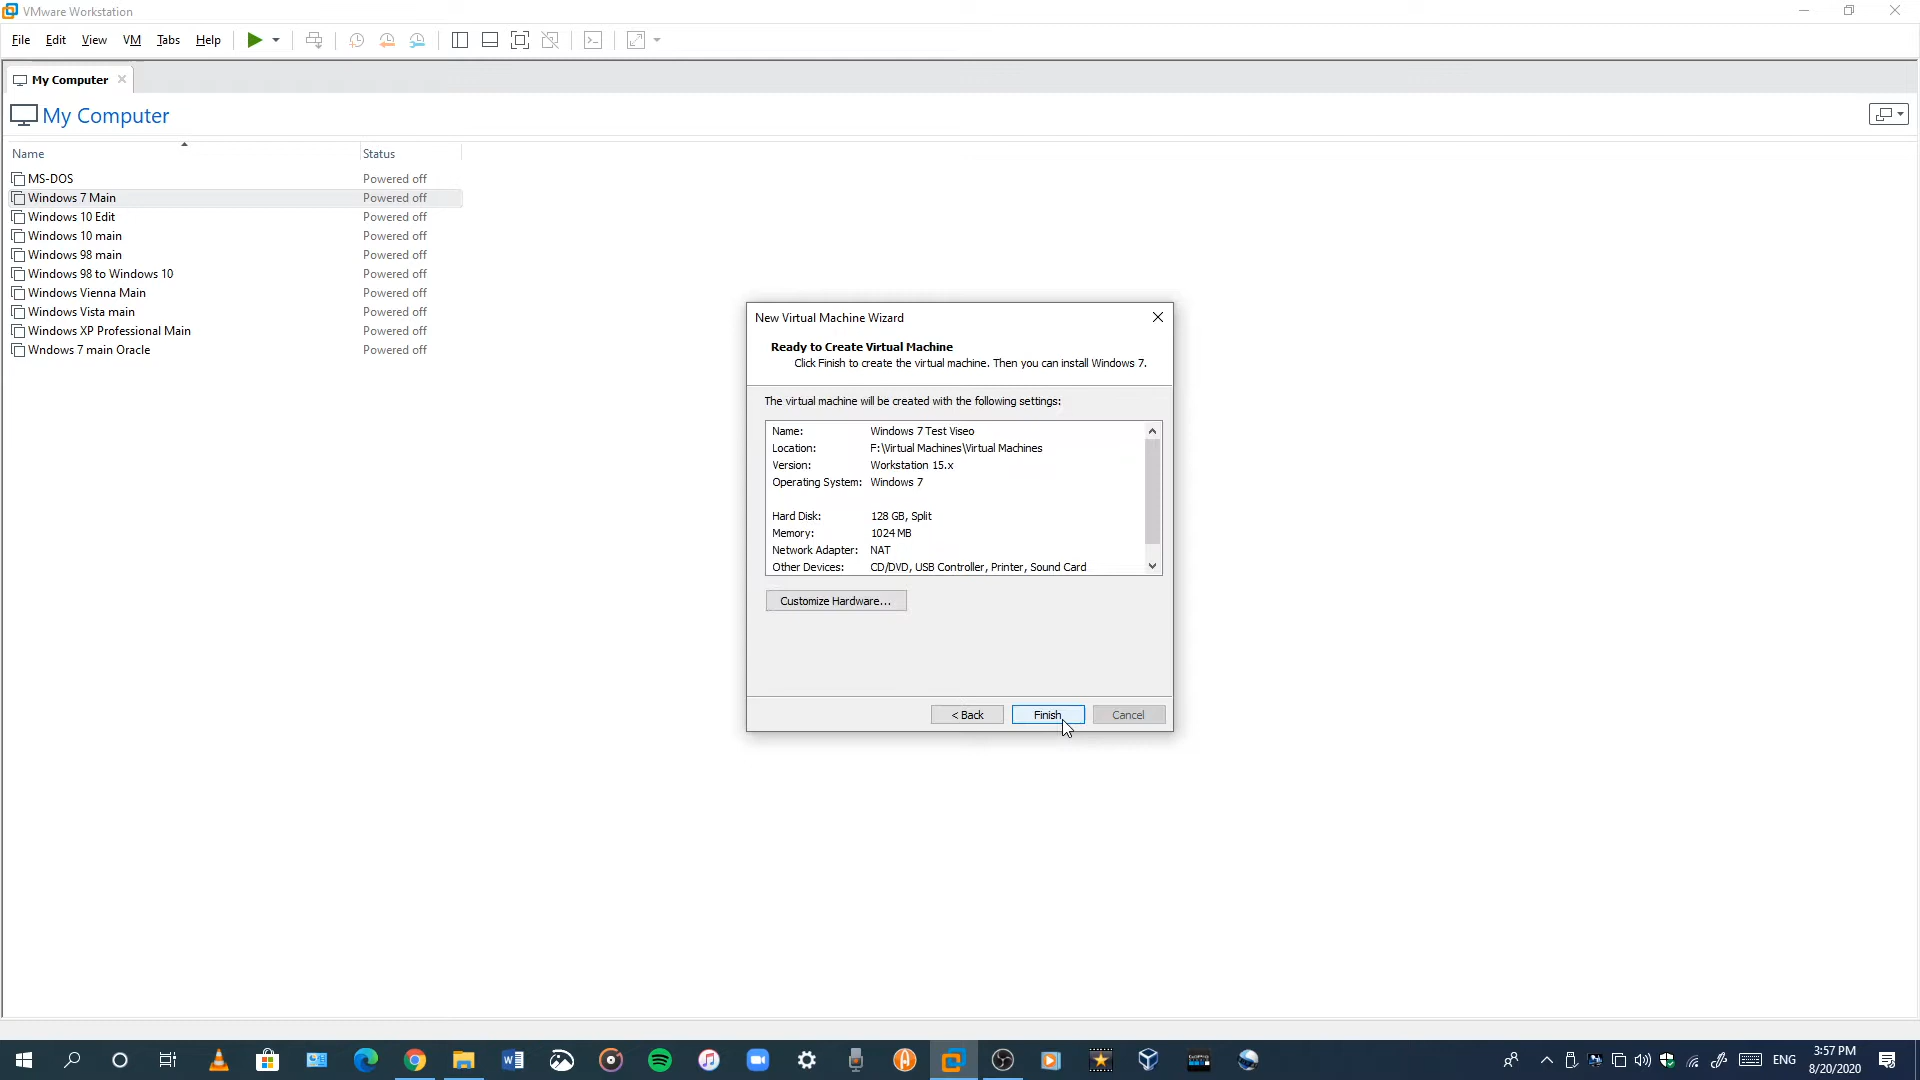 VMware Workstation
File Edit View VM Tabs Help
My Computer
My Computer
Name Status
MS-DOS Powered off
Windows 7 Main Powered off
Windows 10 Edit Powered off
Windows 10 main Powered off
Windows 98 main Powered off
Windows 98 to Windows 10 Powered off
Windows Vienna Main Powered off
Windows Vista main Powered off
Windows XP Professional Main Powered off
Wndows 7 main Oracle Powered off
New Virtual Machine Wizard
Ready to Create Virtual Machine
Click Finish to create the virtual machine. Then you can install Windows 7.
The virtual machine will be created with the following settings:
Name: Windows 7 Test Viseo
Location: F:\Virtual Machines\Virtual Machines
Version: Workstation 15.x
Operating System: Windows 7
Hard Disk: 128 GB, Split
Memory: 1024 MB
Network Adapter: NAT
Other Devices: CD/DVD, USB Controller, Printer, Sound Card
Customize Hardware...
< Back Finish Cancel
ENG
3:57 PM
8/20/2020